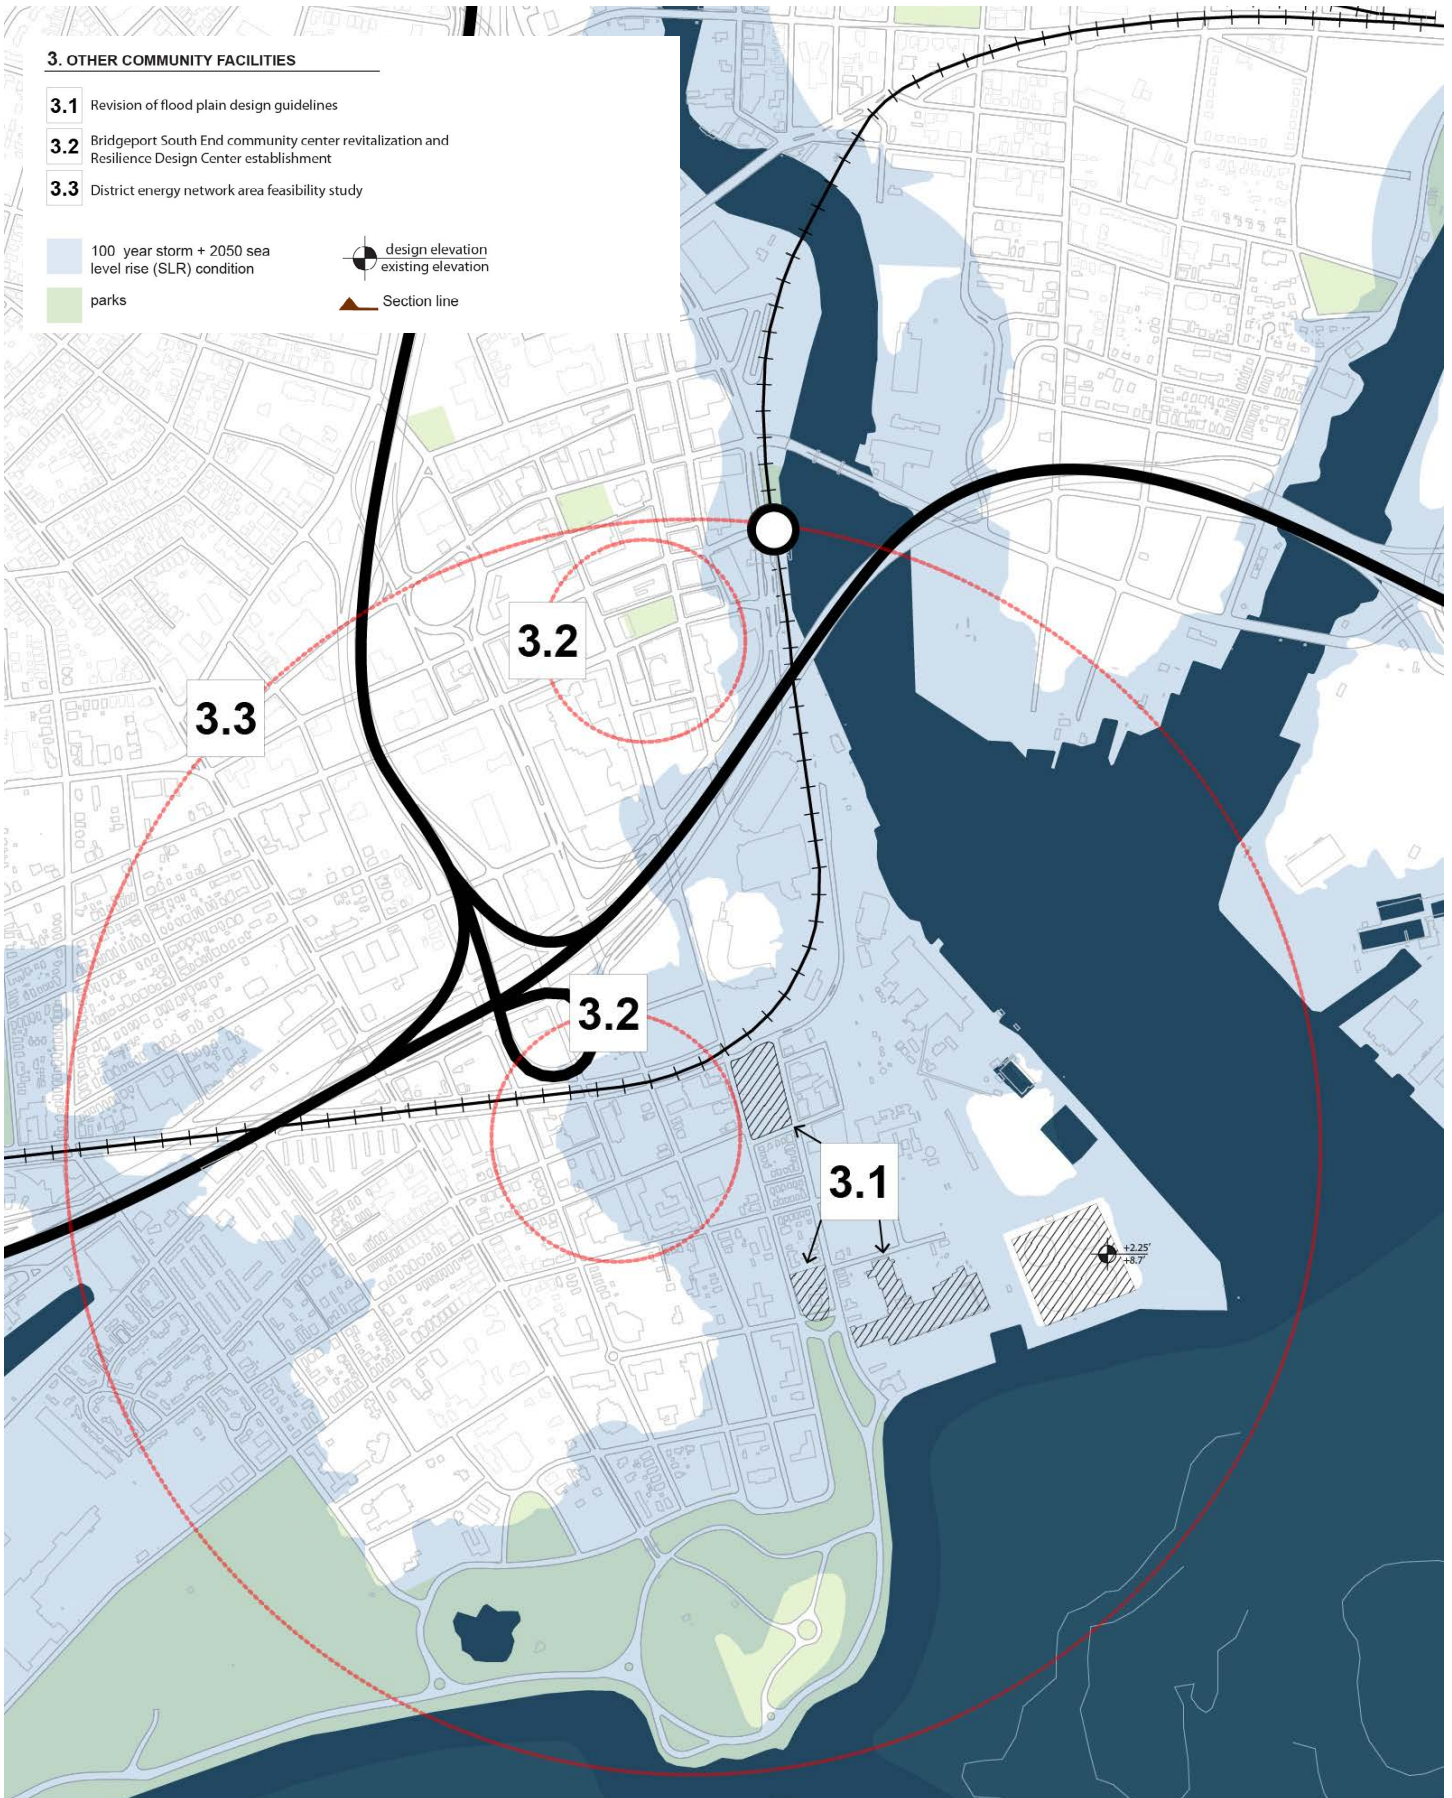 3. OTHER COMMUNITY FACILITIES
3.1 Revision of flood plain design guidelines
3.2 Bridgeport South End community center revitalization and
Resilience Design Center establishment
3.3 District energy network area feasibility study
100 year storm + 2050 sea
level rise (SLR) condition
parks
design elevation
existing elevation
Section line
3.2
3.3
3.2
3.1
+2.25'
+8.7'